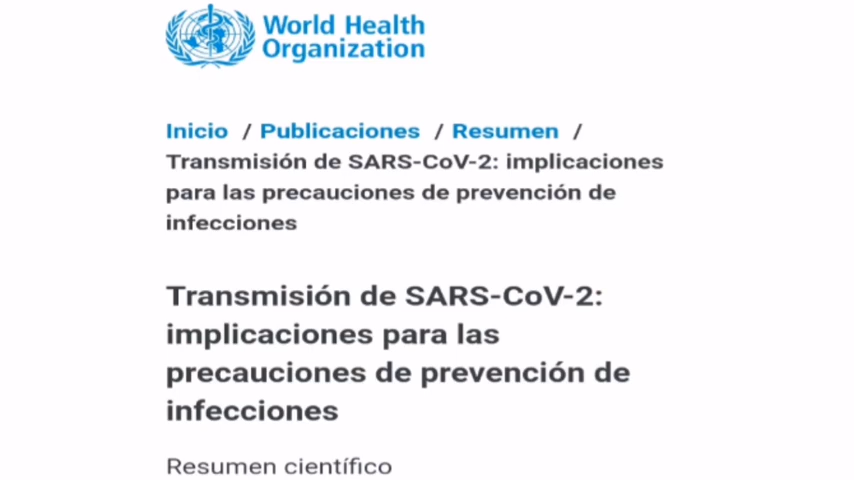 World Health
Organization
Inicio / Publicaciones / Resumen /
Transmisión de SARS-CoV-2: implicaciones
para las precauciones de prevención de
infecciones
Transmisión de SARS-CoV-2:
implicaciones para las
precauciones de prevención de
infecciones
Resumen científico